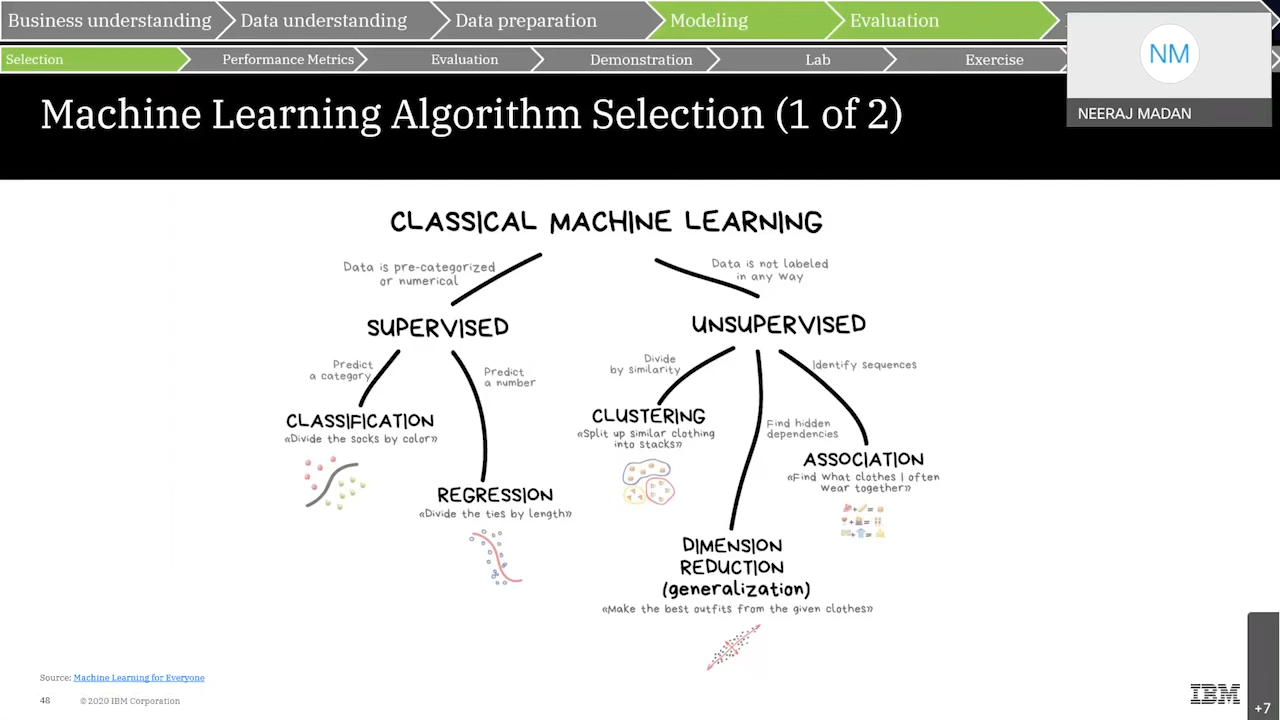 Business understanding
Data understanding
Data preparation
Modeling
Evaluation
Selection
Performance Metrics
Evaluation
Demonstration
Lab
Exercise
NM
NEERAJ MADAN
Machine Learning Algorithm Selection (1 of 2)
CLASSICAL MACHINE LEARNING
Data is pre-categorized
or numerical
Data is not labeled
in any way
SUPERVISED
UNSUPERVISED
Predict
a category
Predict
a number
Divide
by similarity
Identify sequences
CLASSIFICATION
«Divide the socks by color»
CLUSTERING
«Split up similar clothing
into stacks»
Find hidden
dependencies
ASSOCIATION
«Find what clothes I often
wear together»
REGRESSION
«Divide the ties by length»
DIMENSION
REDUCTION
(generalization)
«Make the best outfits from the given clothes»
Source: Machine Learning for Everyone
48
© 2020 IBM Corporation
IBM
+7